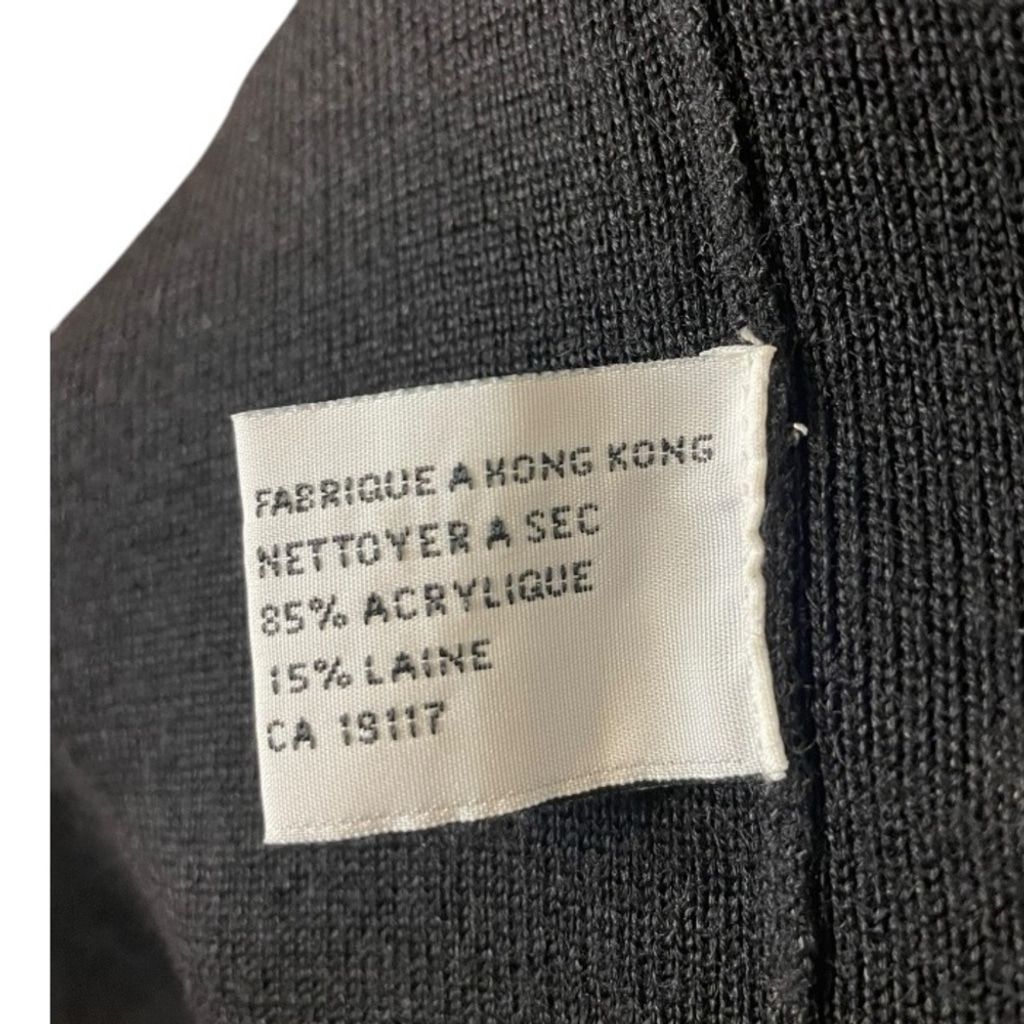 FABRIQUE A HONG KONG
NETTOYER A SEC
85% ACRYLIQUE
15% LAINE
CA 19117